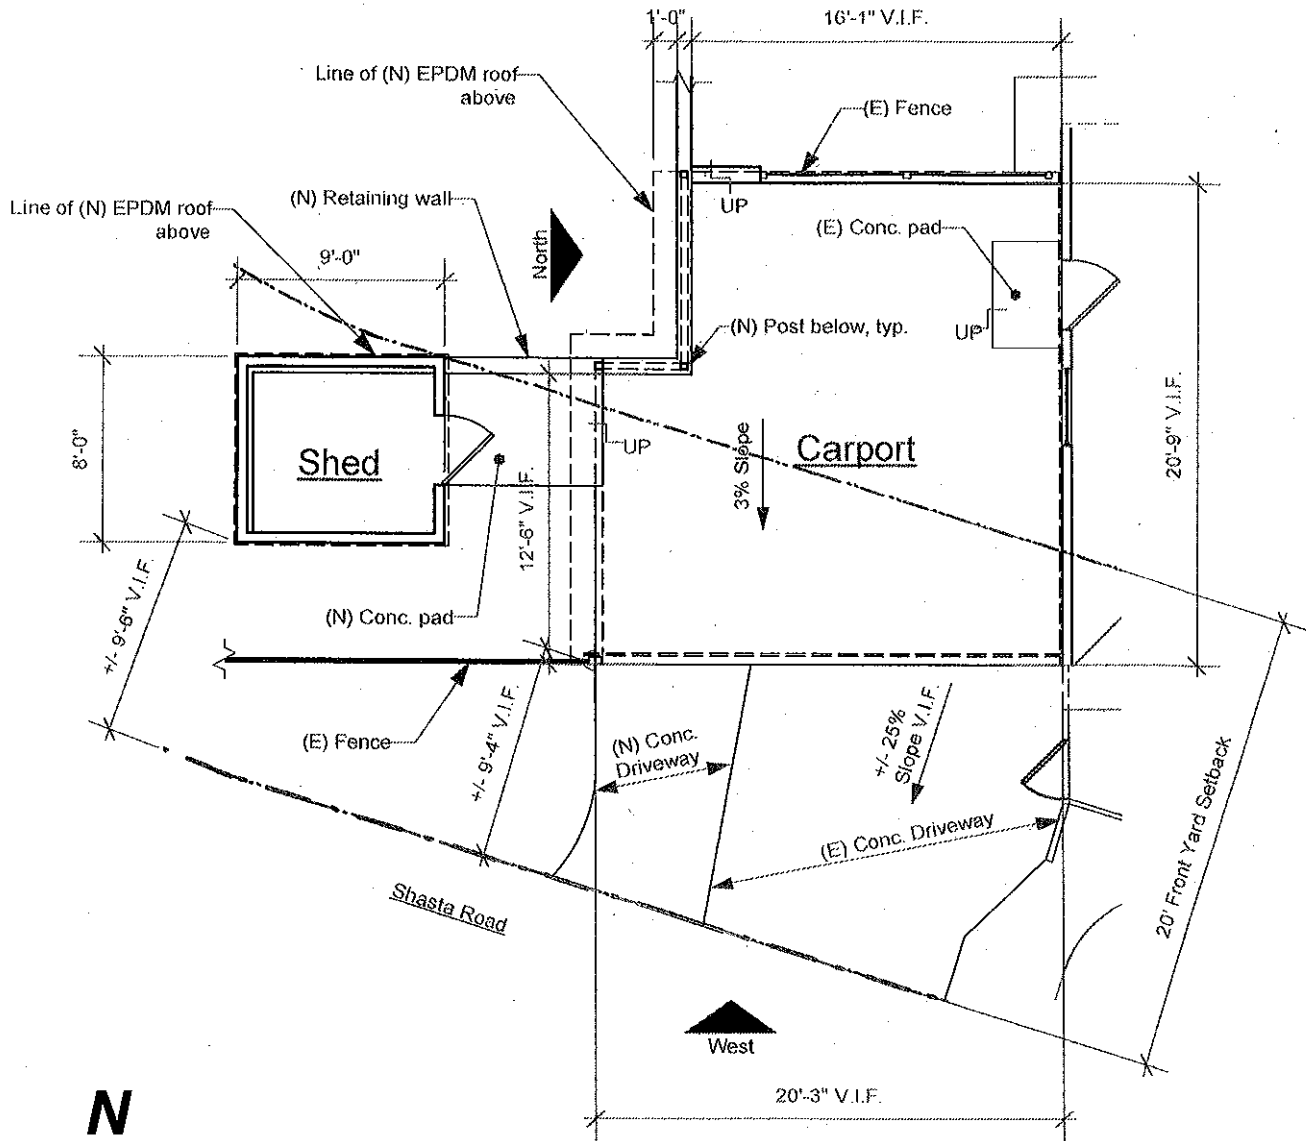 1'-0"
16'-1" V.I.F.
Line of (N) EPDM roof
above
(E) Fence
(N) Retaining wall
UP
Line of (N) EPDM roof
above
(E) Conc. pad
9'-0"
North
(N) Post below, typ.
UP
8'-0"
Shed
UP
3% Slope
Carport
20'-9" V.I.F.
12'-6" V.I.F.
+/- 9'-6" V.I.F.
(N) Conc. pad
(E) Fence
+/- 9'-4" V.I.F.
(N) Conc.
Driveway
+/- 25%
Slope V.I.F.
(E) Conc. Driveway
20' Front Yard Setback
Shasta Road
West
20'-3" V.I.F.
N